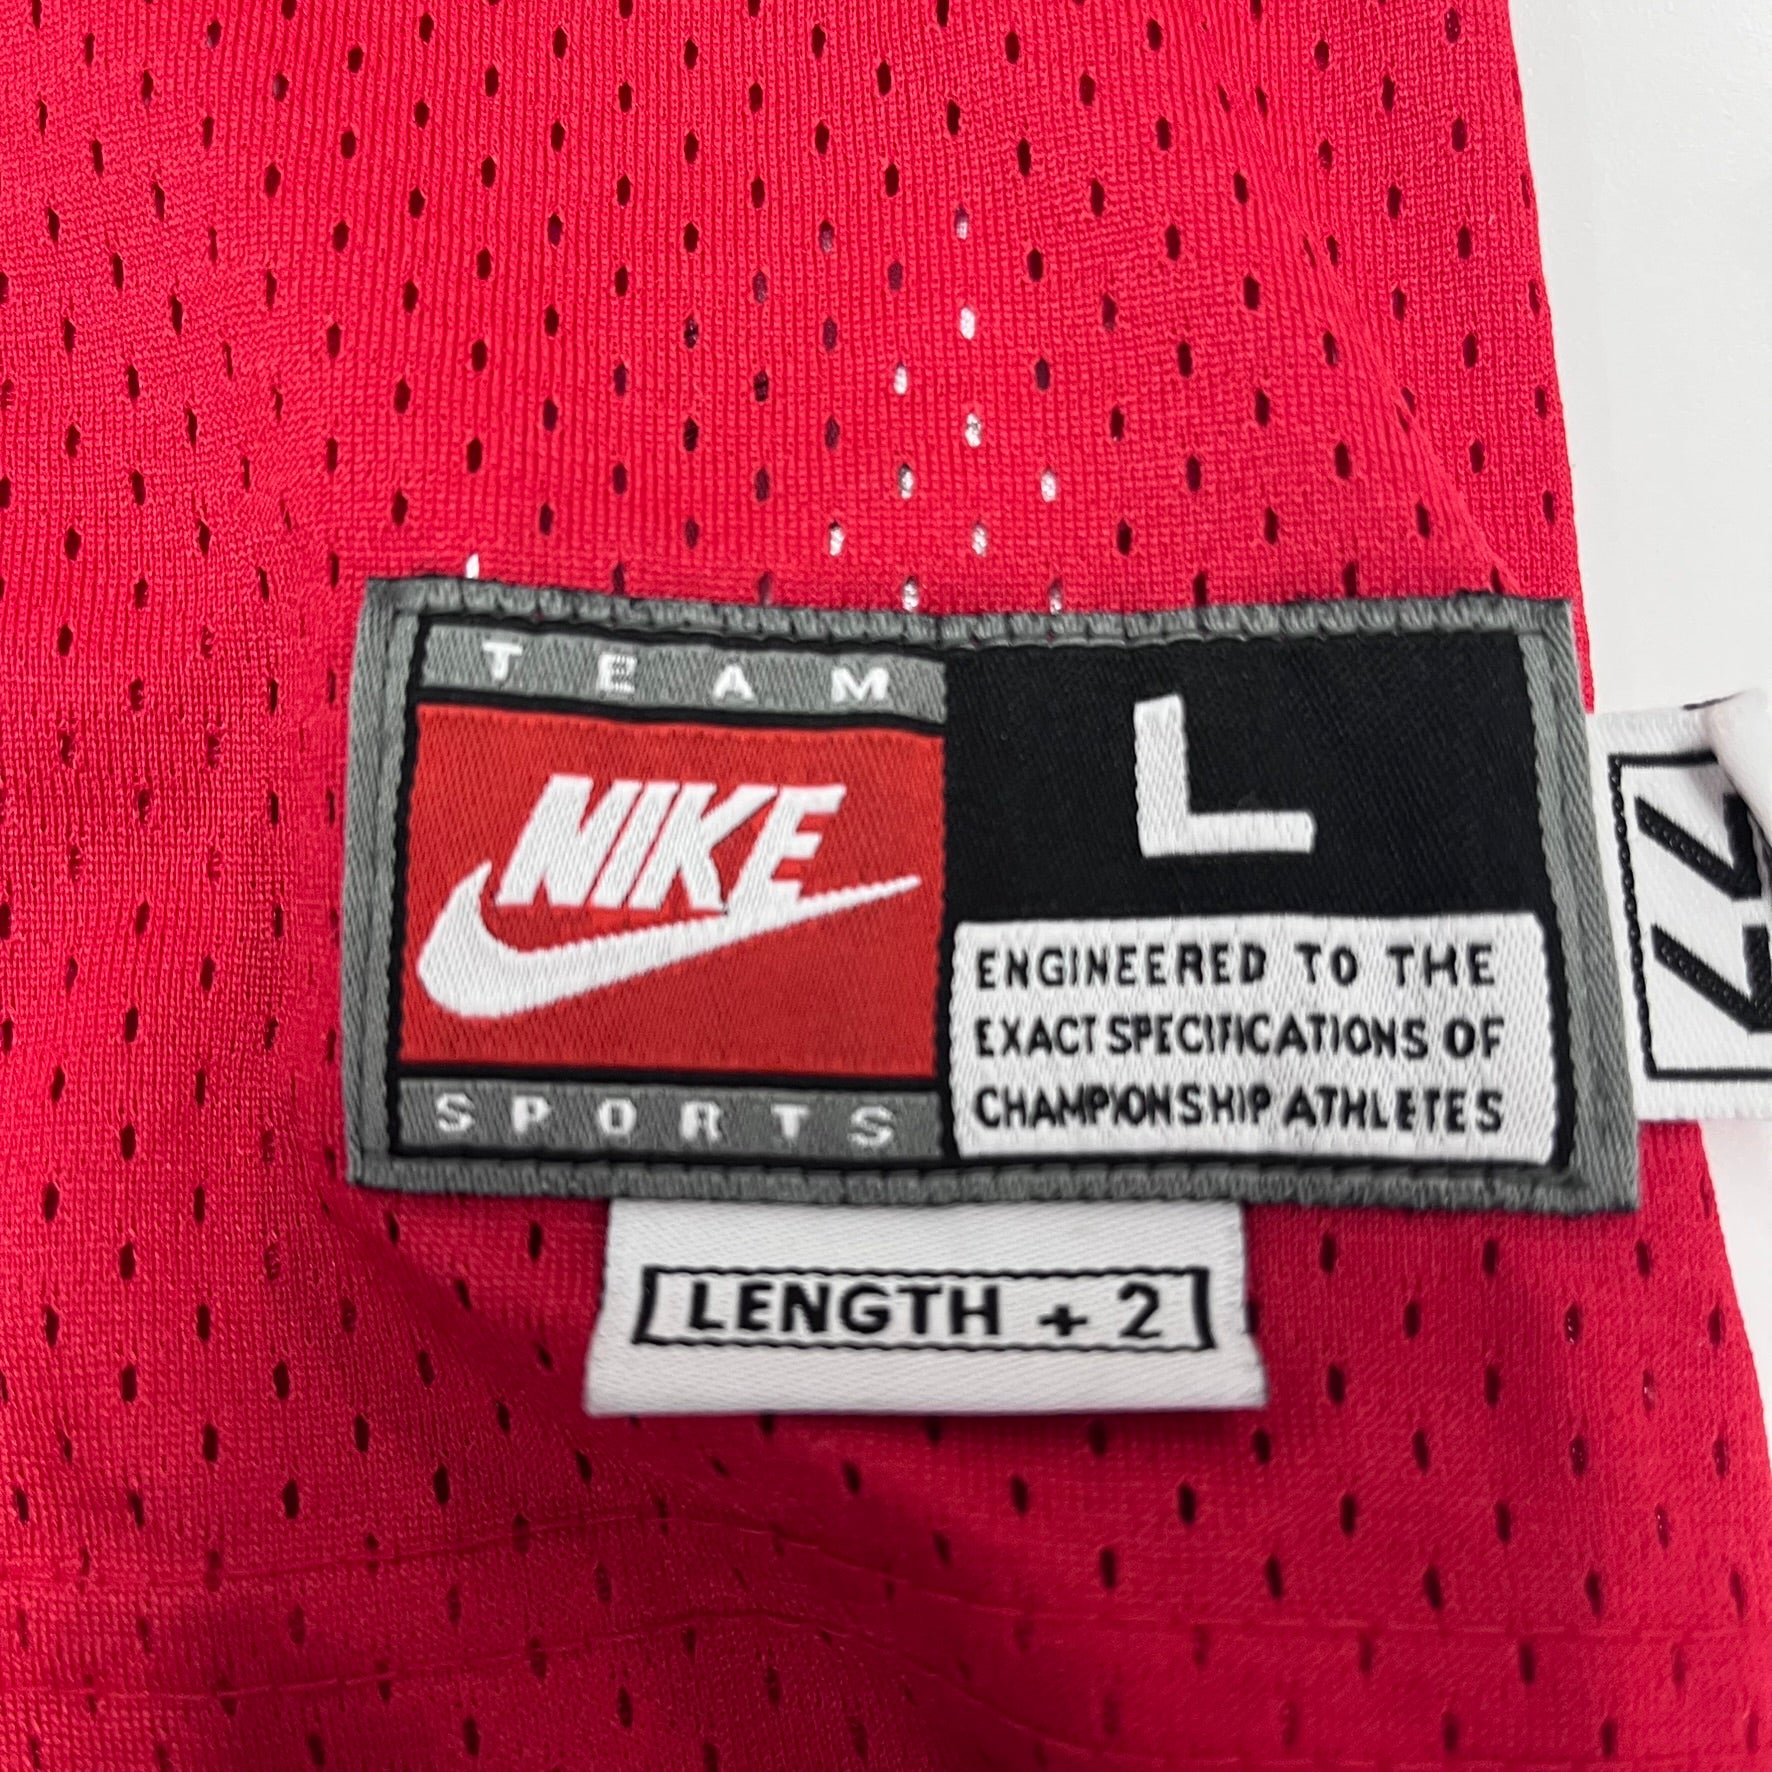 TEAM
NIKE
SPORTS
L
ENGINEERED TO THE
EXACT SPECIFICATIONS OF
CHAMPIONSHIP ATHLETES
LENGTH + 2